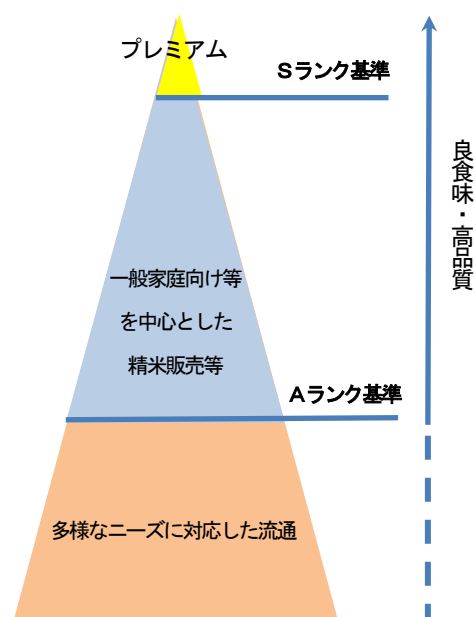 プレミアム
Ｓランク基準
一般家庭向け等
を中心とした
精米販売等
Ａランク基準
多様なニーズに対応した流通
良食味・高品質